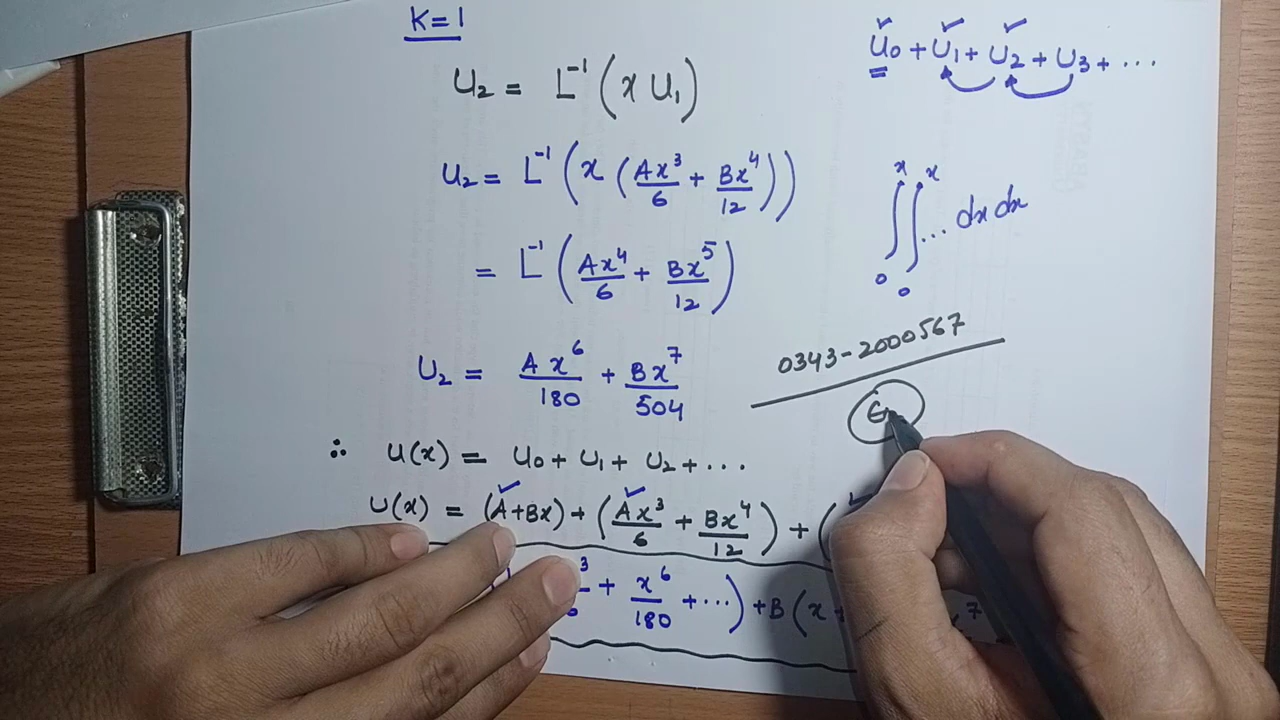 K=1
U₀ + U₁ + U₂ + U₃ + ...
U₂ = L⁻¹ (x U₁)
U₂ = L⁻¹ (x (Ax³/6 + Bx⁴/12))
= L⁻¹ (Ax⁴/6 + Bx⁵/12)
∫₀ˣ ∫₀ˣ ... dx dx
0343-2000567
U₂ = Ax⁶/180 + Bx⁷/504
G
∴ U(x) = U₀ + U₁ + U₂ + ...
U(x) = (A+Bx) + (Ax³/6 + Bx⁴/12) + (
+ x⁶/180 + ...) + B (x + x⁷